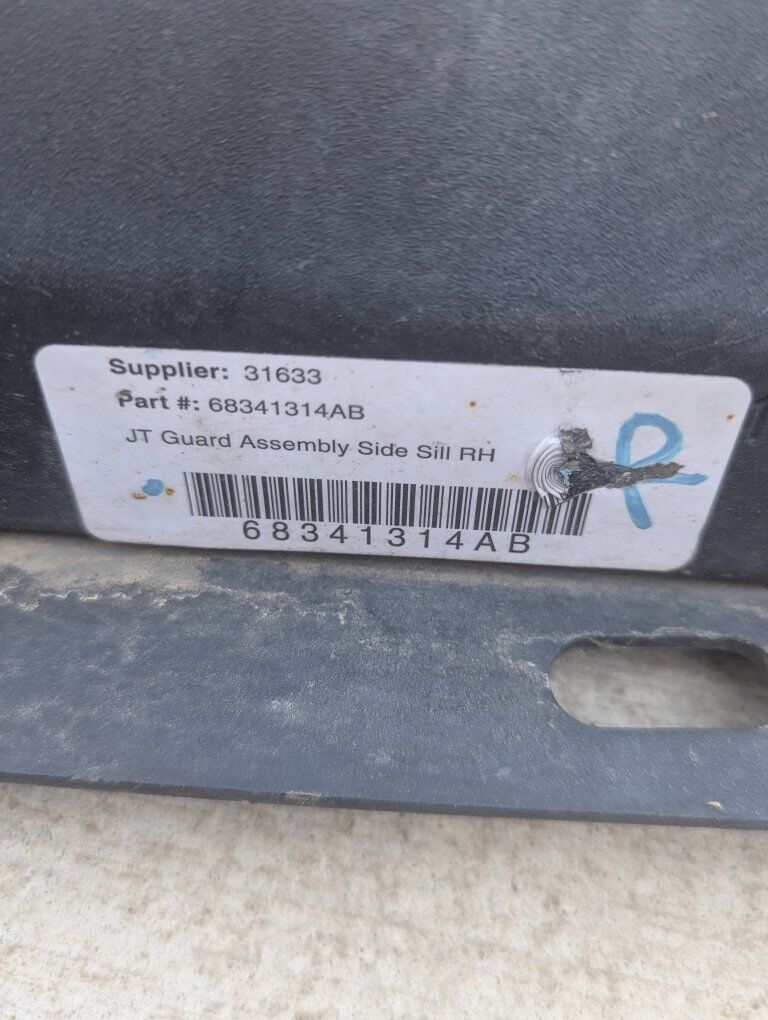 Supplier: 31633
Part #: 68341314AB
JT Guard Assembly Side Sill RH
68341314AB
R